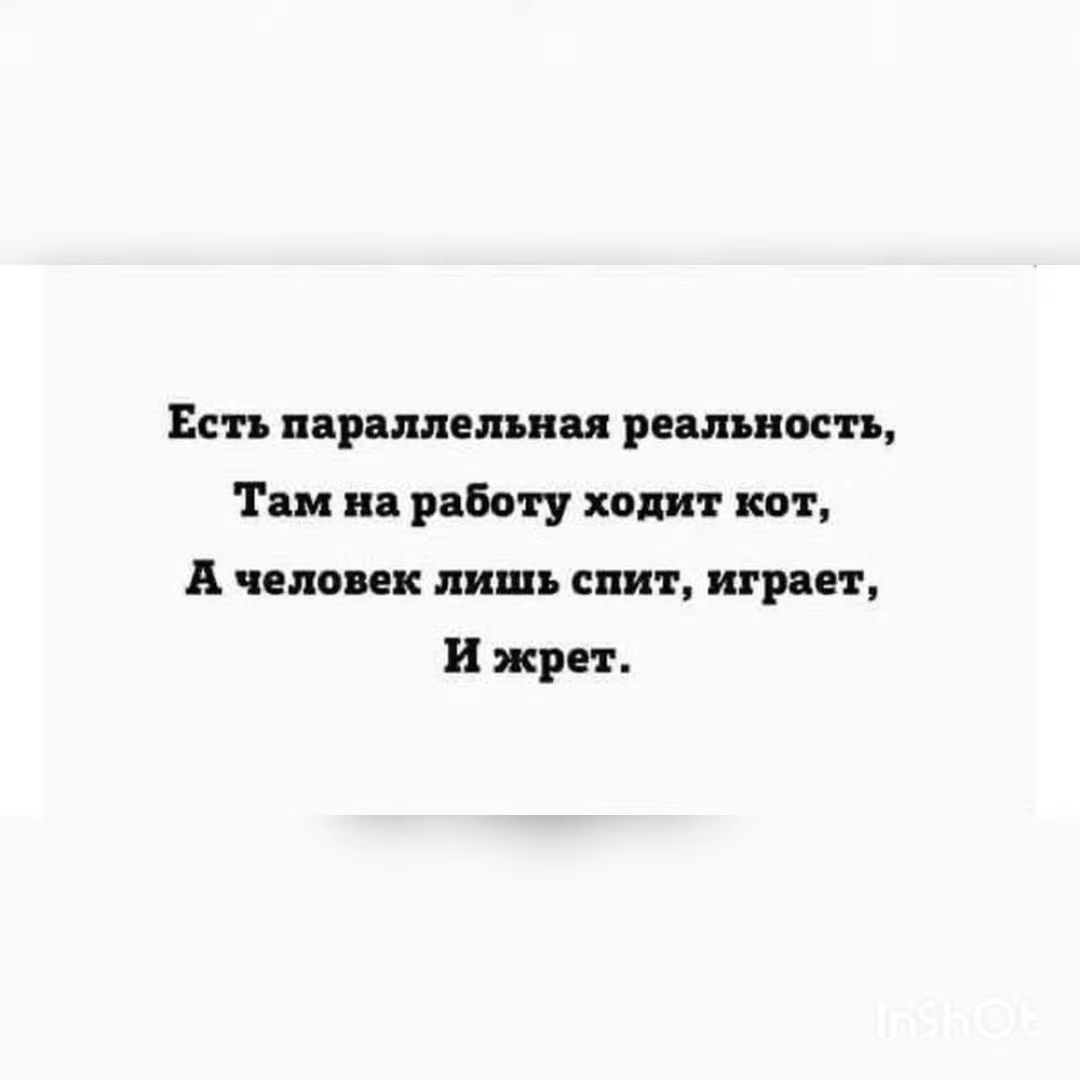 Есть параллельная реальность,
Там на работу ходит кот,
А человек лишь спит, играет,
И жрет.
InShOt